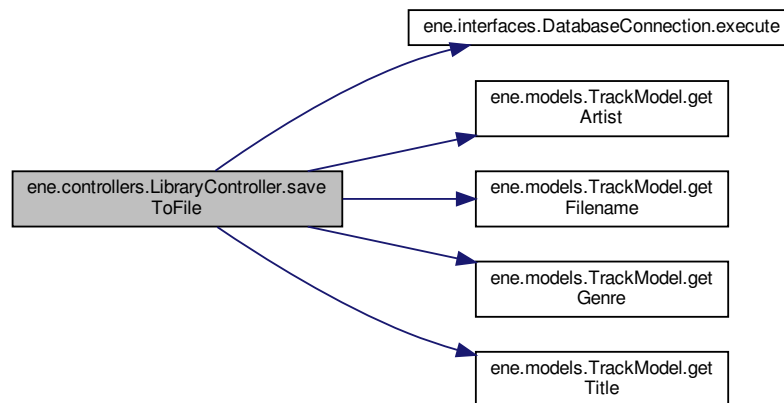 ene.interfaces.DatabaseConnection.execute
ene.models.TrackModel.get
Artist
ene.controllers.LibraryController.save
ToFile
ene.models.TrackModel.get
Filename
ene.models.TrackModel.get
Genre
ene.models.TrackModel.get
Title